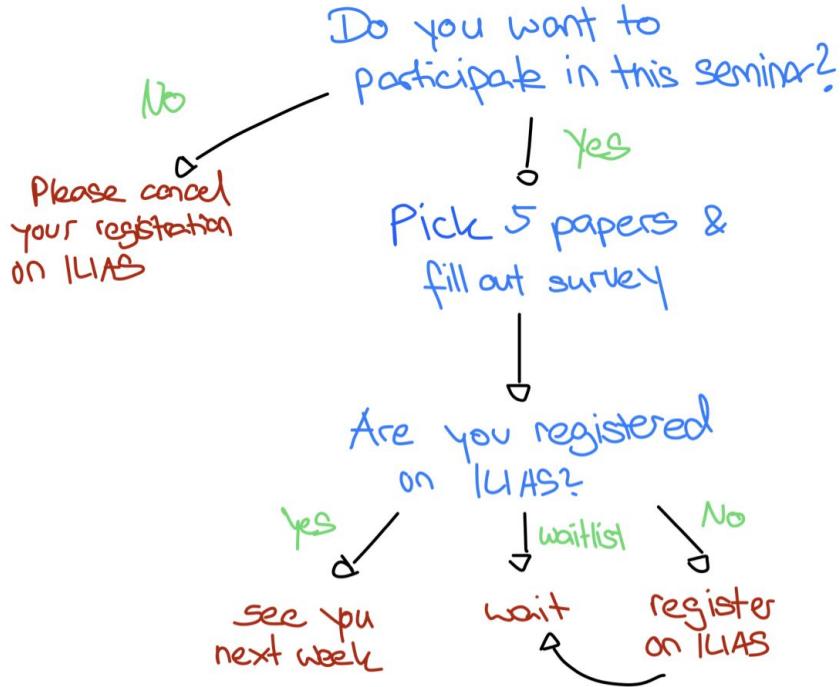 Do you want to
participate in this seminar?
No
Yes
Please cancel
your registration
on ILIAS
Pick 5 papers &
fill out survey
Are you registered
on ILIAS?
Yes
waitlist
No
see you
next week
wait
register
on ILIAS